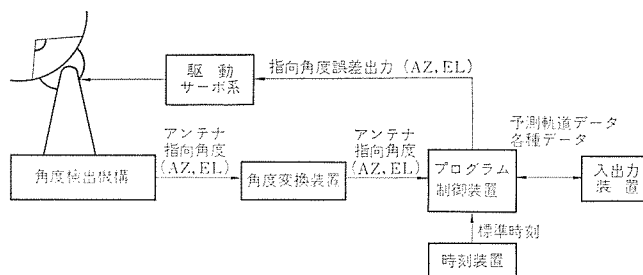 駆動
サーボ系
指向角度誤差出力 (AZ, EL)
予測軌道データ
各種データ
アンテナ
指向角度
(AZ, EL)
アンテナ
指向角度
(AZ, EL)
角度検出機構
角度変換装置
プログラム
制御装置
入出力
装置
標準時刻
時刻装置